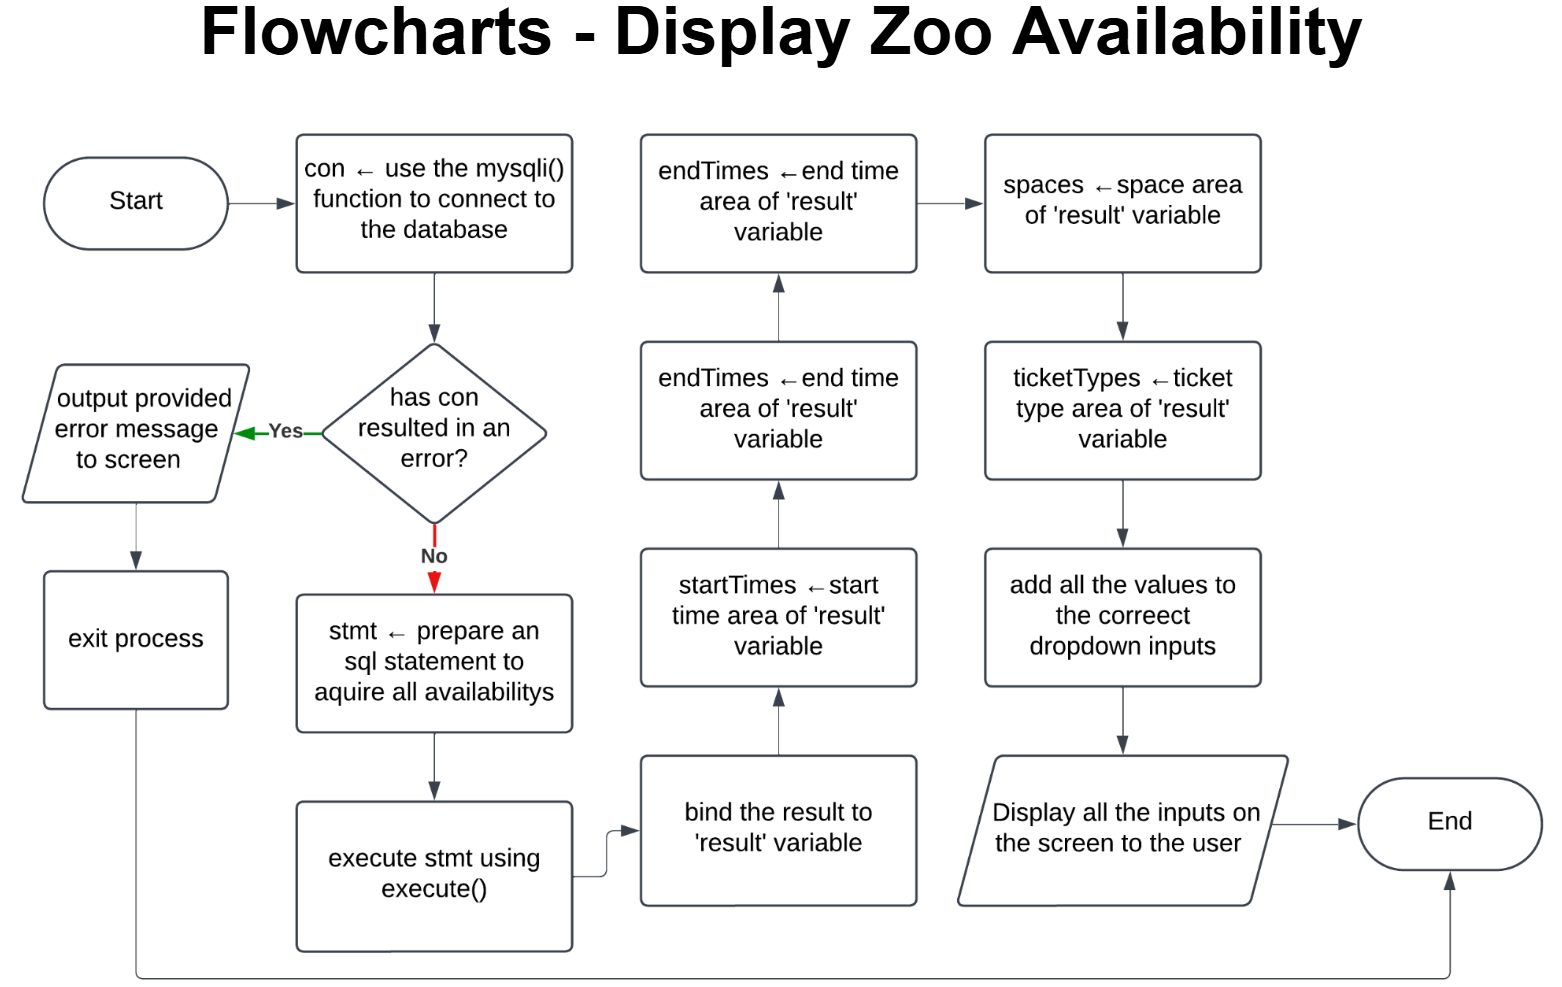 Flowcharts - Display Zoo Availability
Start
con ← use the mysqli()
function to connect to
the database
has con
resulted in an
error?
Yes
output provided
error message
to screen
exit process
No
stmt ← prepare an
sql statement to
aquire all availabilitys
execute stmt using
execute()
bind the result to
'result' variable
startTimes ←start
time area of 'result'
variable
endTimes ←end time
area of 'result'
variable
endTimes ←end time
area of 'result'
variable
spaces ←space area
of 'result' variable
ticketTypes ←ticket
type area of 'result'
variable
add all the values to
the correect
dropdown inputs
Display all the inputs on
the screen to the user
End